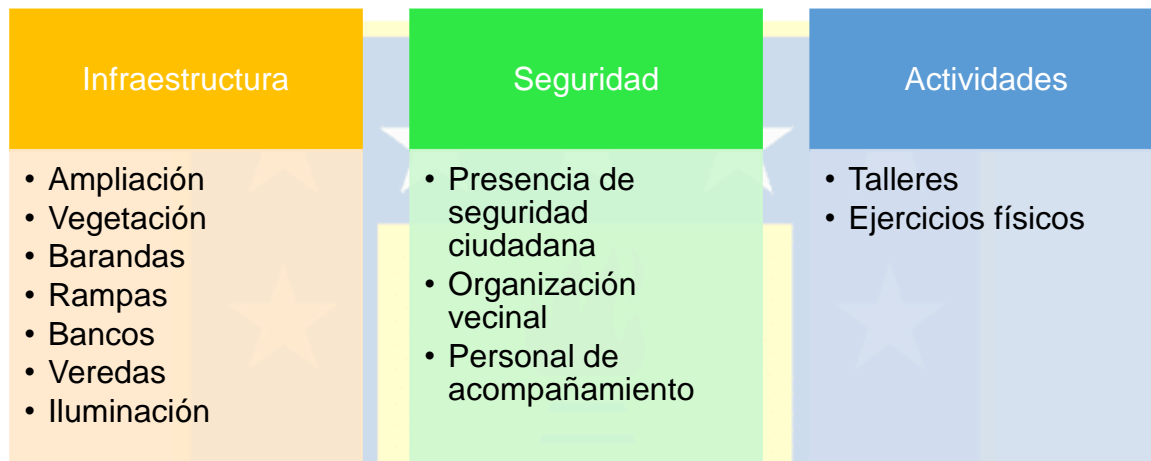 Infraestructura
• Ampliación
• Vegetación
• Barandas
• Rampas
• Bancos
• Veredas
• Iluminación
Seguridad
• Presencia de
seguridad
ciudadana
• Organización
vecinal
• Personal de
acompañamiento
Actividades
• Talleres
• Ejercicios físicos